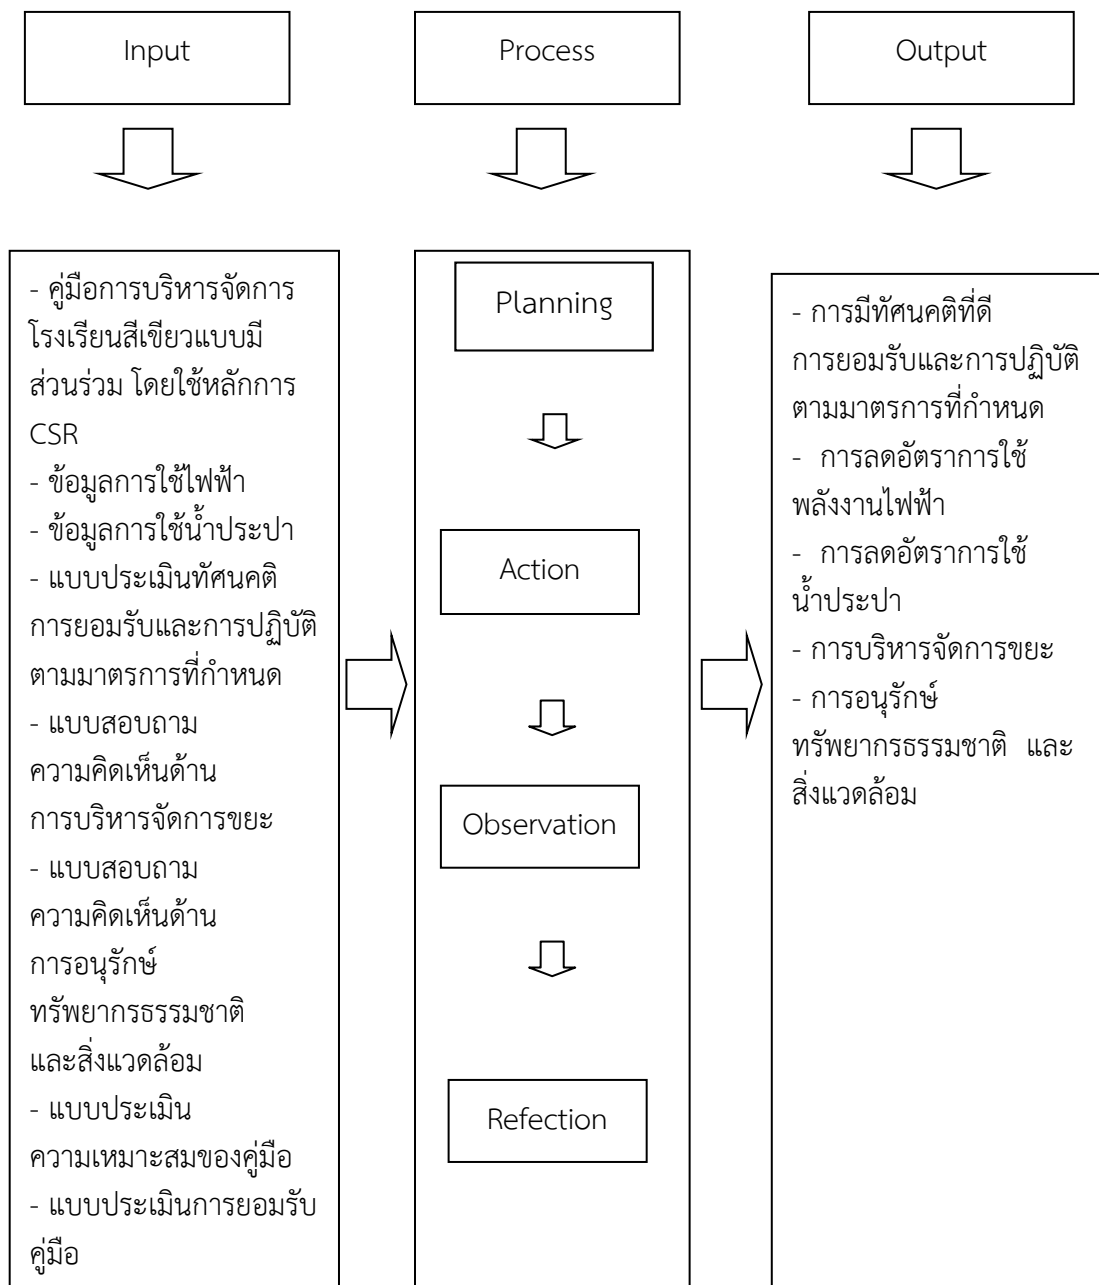 Input
Process
Output
- คู่มือการบริหารจัดการ
โรงเรียนสีเขียวแบบมี
ส่วนร่วม โดยใช้หลักการ
CSR
- ข้อมูลการใช้ไฟฟ้า
- ข้อมูลการใช้น้ำประปา
- แบบประเมินทัศนคติ
การยอมรับและการปฏิบัติ
ตามมาตรการที่กำหนด
- แบบสอบถาม
ความคิดเห็นด้าน
การบริหารจัดการขยะ
- แบบสอบถาม
ความคิดเห็นด้าน
การอนุรักษ์
ทรัพยากรธรรมชาติ
และสิ่งแวดล้อม
- แบบประเมิน
ความเหมาะสมของคู่มือ
- แบบประเมินการยอมรับ
คู่มือ
Planning
Action
Observation
Refection
- การมีทัศนคติที่ดี
การยอมรับและการปฏิบัติ
ตามมาตรการที่กำหนด
- การลดอัตราการใช้
พลังงานไฟฟ้า
- การลดอัตราการใช้
น้ำประปา
- การบริหารจัดการขยะ
- การอนุรักษ์
ทรัพยากรธรรมชาติ และ
สิ่งแวดล้อม